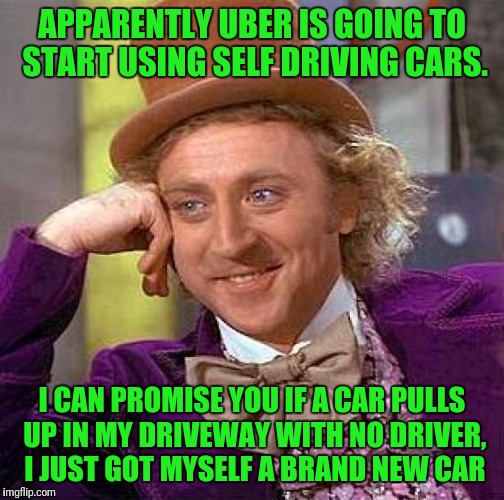 APPARENTLY UBER IS GOING TO
START USING SELF DRIVING CARS.
I CAN PROMISE YOU IF A CAR PULLS
UP IN MY DRIVEWAY WITH NO DRIVER,
I JUST GOT MYSELF A BRAND NEW CAR
imgflip.com